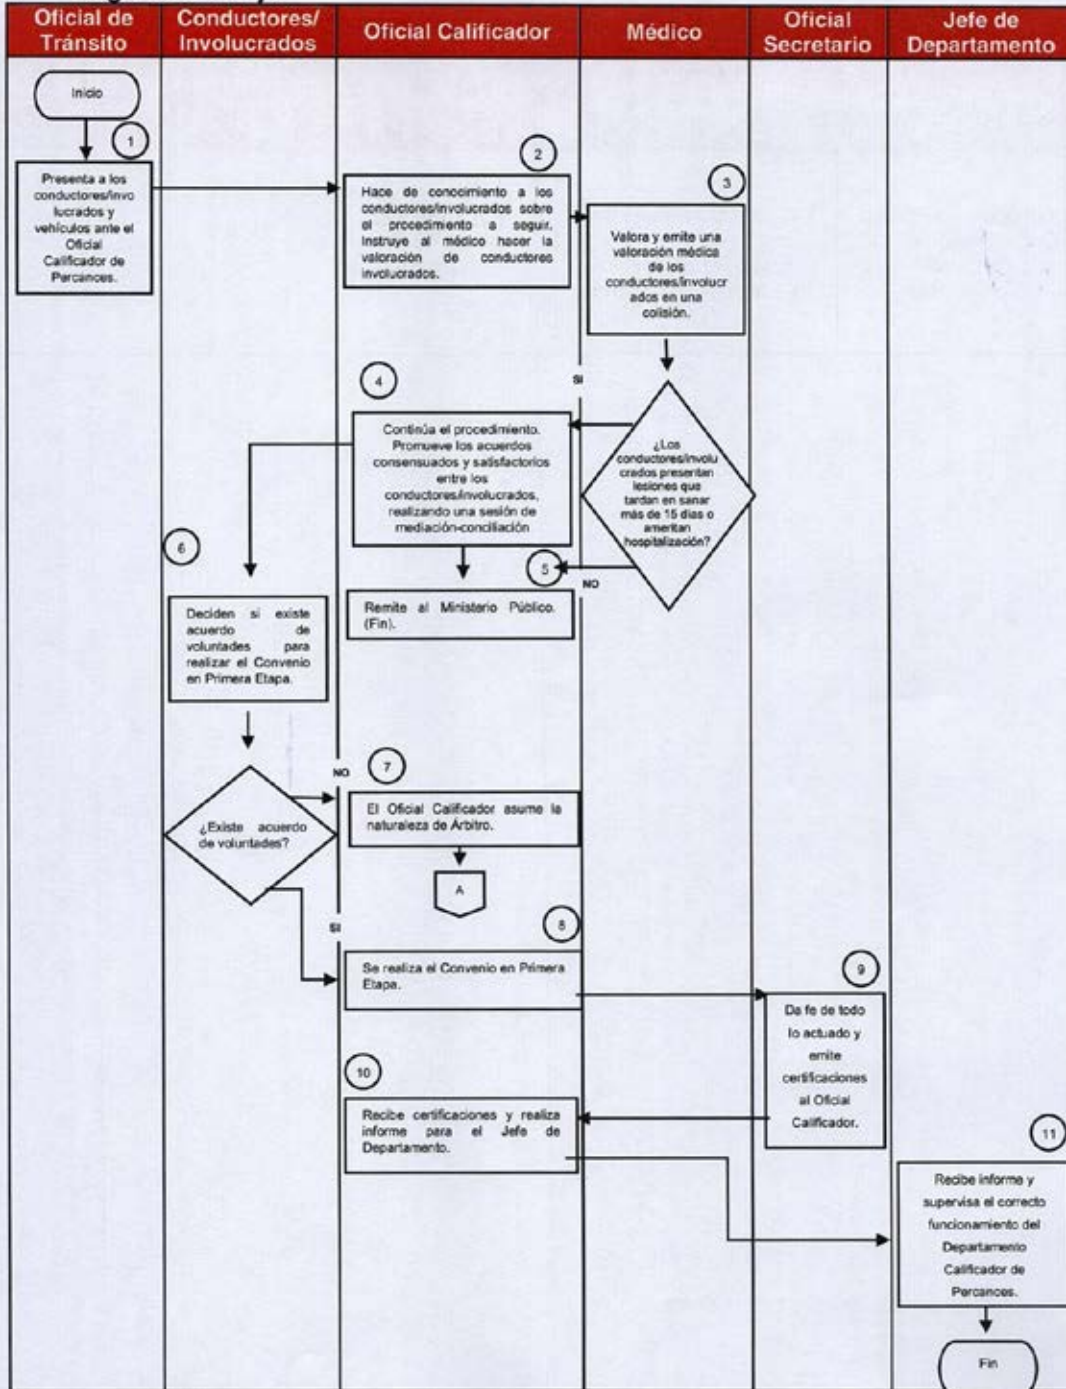 Oficial de
Tránsito
Conductores/
Involucrados
Oficial Calificador
Médico
Oficial
Secretario
Jefe de
Departamento
Inicio
1
Presenta a los
conductores/invo
lucrados y
vehículos ante el
Oficial
Calificador de
Percances.
2
Hace de conocimiento a los
conductores/involucrados sobre
el procedimiento a seguir.
Instruye al médico hacer la
valoración de conductores
involucrados.
3
Valora y emite una
valoración médica
de los
conductores/involucr
ados en una
colisión.
SI
¿Los
conductores/involu
crados presentan
lesiones que
tardan en sanar
más de 15 días o
ameritan
hospitalización?
NO
4
Continúa el procedimiento.
Promueve los acuerdos
consensuados y satisfactorios
entre los
conductores/involucrados,
realizando una sesión de
mediación-conciliación
5
Remite al Ministerio Público.
(Fin).
6
Deciden si existe
acuerdo de
voluntades para
realizar el Convenio
en Primera Etapa.
¿Existe acuerdo
de voluntades?
NO
7
El Oficial Calificador asume la
naturaleza de Árbitro.
A
SI
8
Se realiza el Convenio en Primera
Etapa.
9
Da fe de todo
lo actuado y
emite
certificaciones
al Oficial
Calificador.
10
Recibe certificaciones y realiza
informe para el Jefe de
Departamento.
11
Recibe informe y
supervisa el correcto
funcionamiento del
Departamento
Calificador de
Percances.
Fin